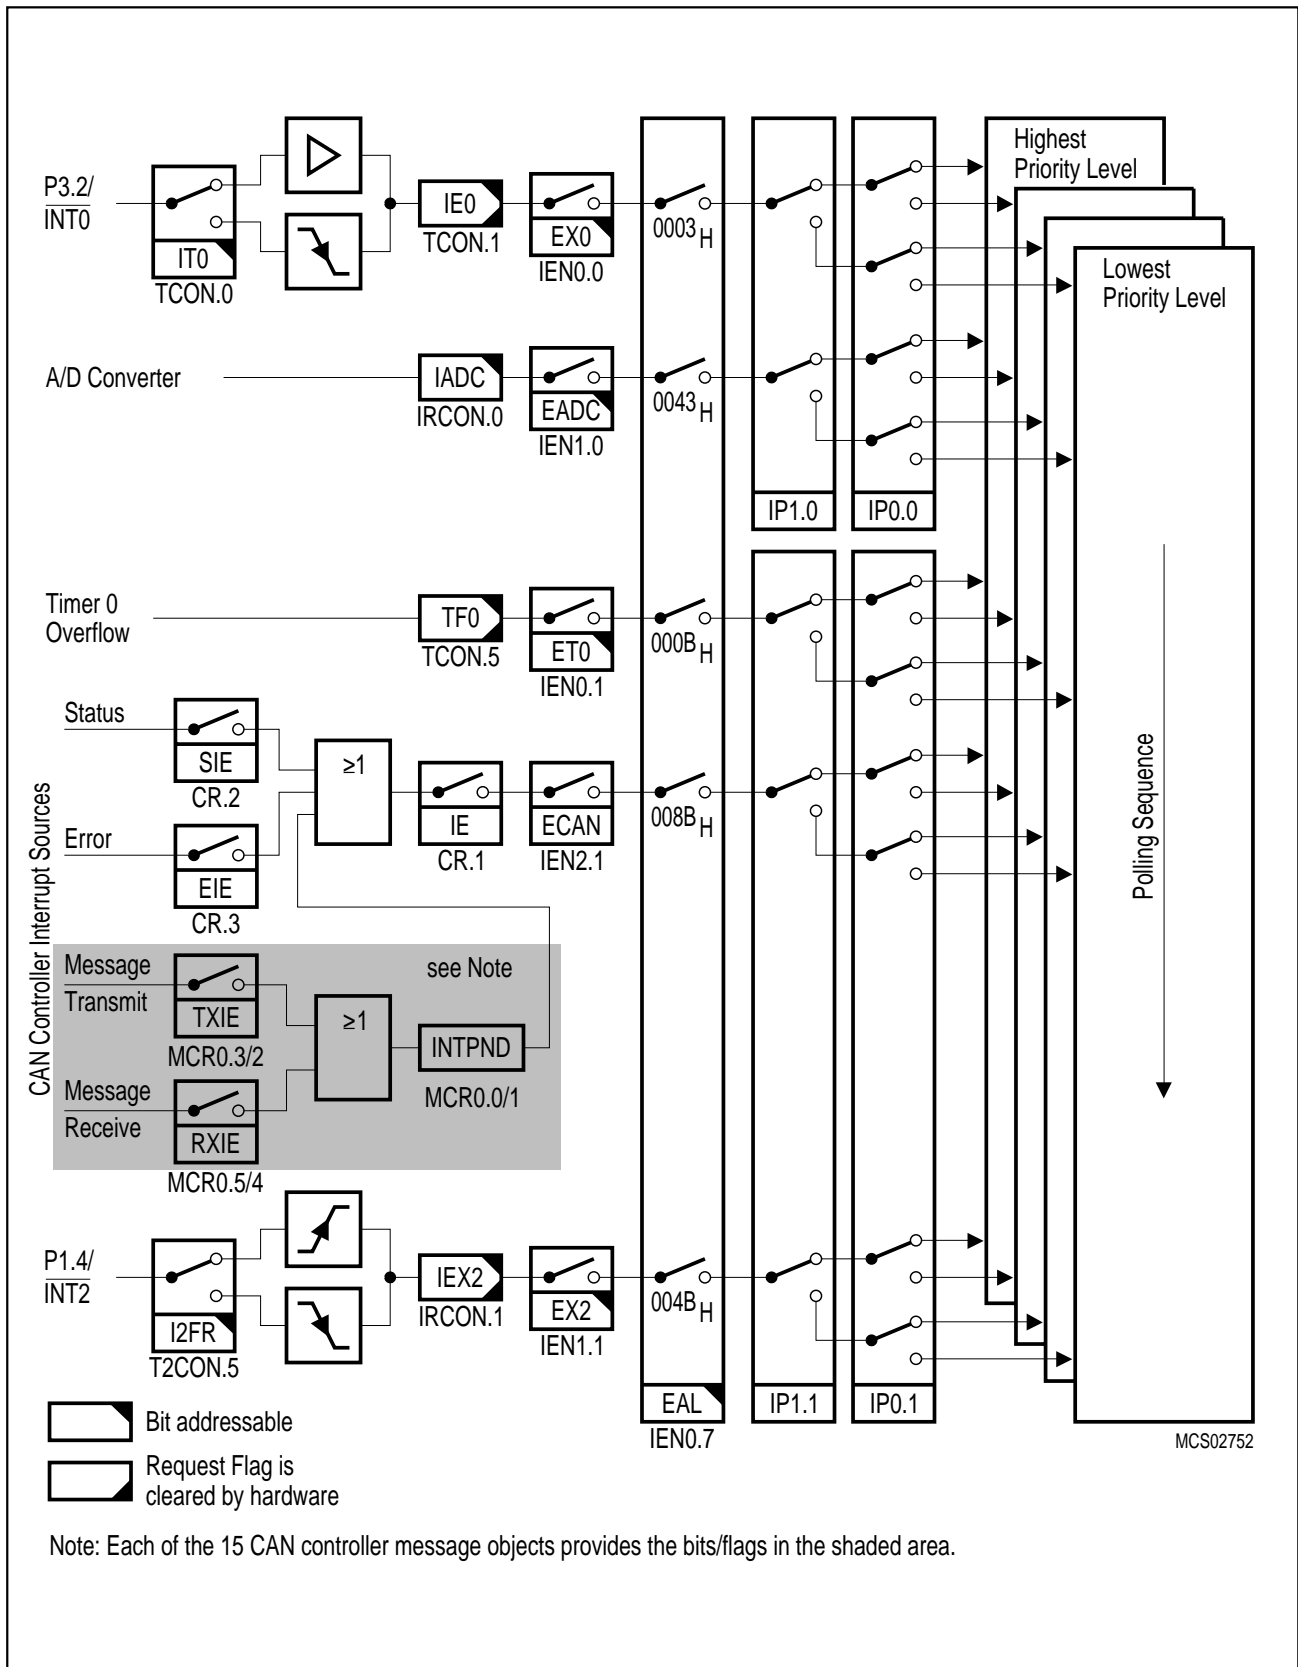 Highest
Priority Level
Lowest
Priority Level
P3.2/
INT0
IT0
TCON.0
IE0
TCON.1
EX0
IEN0.0
0003 H
A/D Converter
IADC
IRCON.0
EADC
IEN1.0
0043 H
IP1.0
IP0.0
Timer 0
Overflow
TF0
TCON.5
ET0
IEN0.1
000B H
CAN Controller Interrupt Sources
Status
SIE
CR.2
≥1
IE
CR.1
ECAN
IEN2.1
008B H
Error
EIE
CR.3
Polling Sequence
Message
Transmit
TXIE
MCR0.3/2
see Note
≥1
INTPND
MCR0.0/1
Message
Receive
RXIE
MCR0.5/4
P1.4/
INT2
I2FR
T2CON.5
IEX2
IRCON.1
EX2
IEN1.1
004B H
EAL
IEN0.7
IP1.1
IP0.1
MCS02752
Bit addressable
Request Flag is
cleared by hardware
Note: Each of the 15 CAN controller message objects provides the bits/flags in the shaded area.